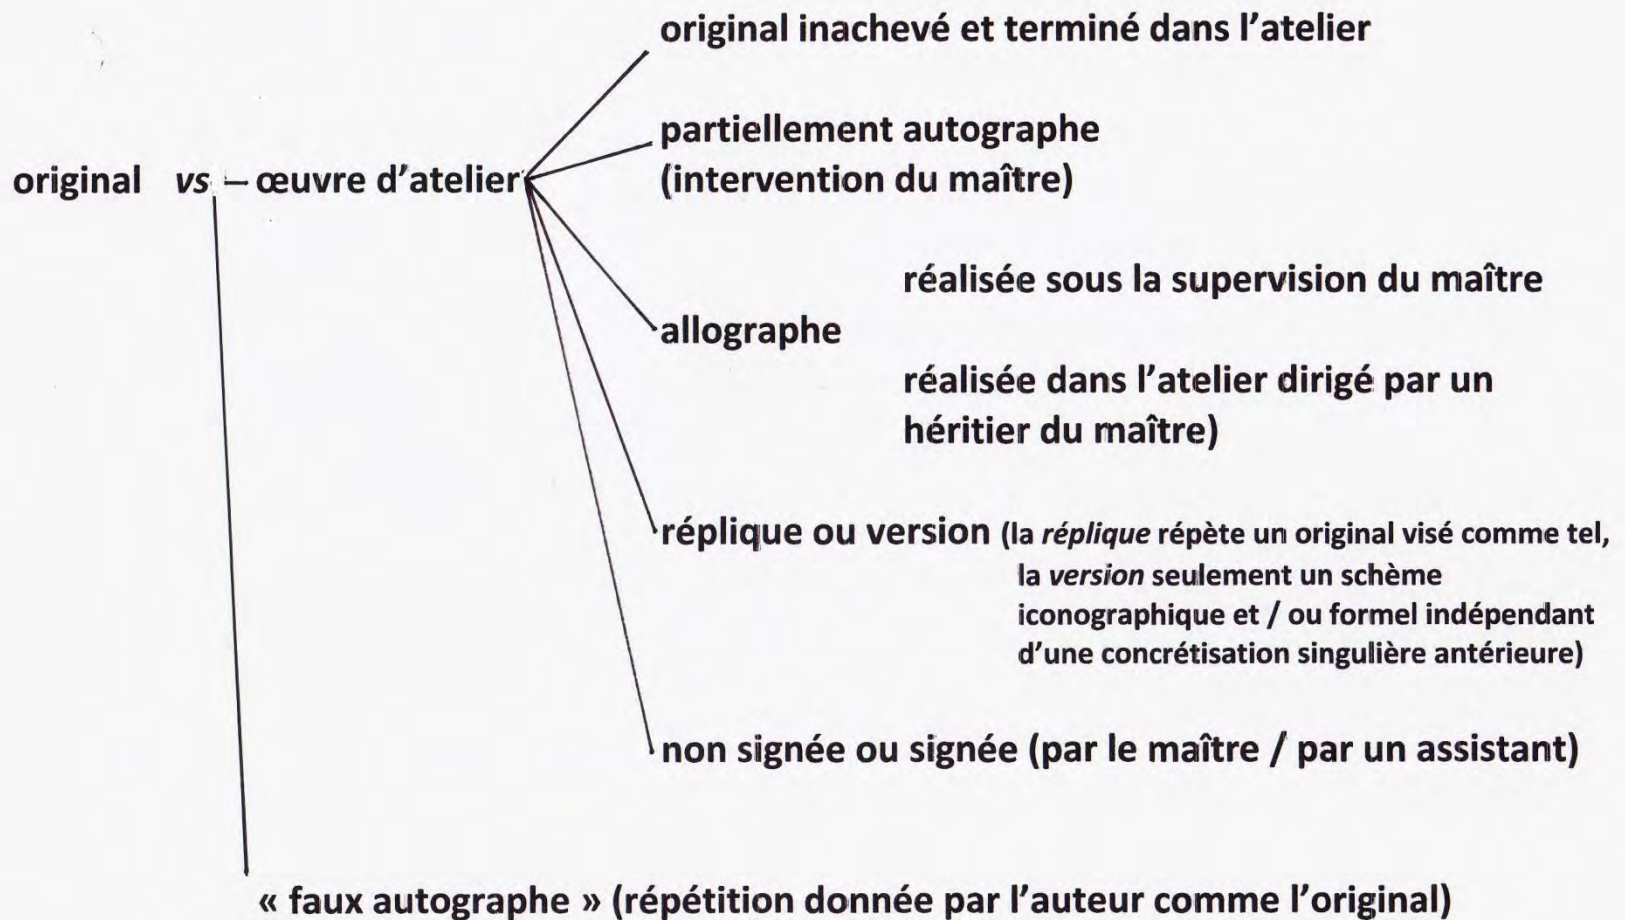 original inachevé et terminé dans l’atelier
partiellement autographe
original vs – œuvre d’atelier (intervention du maître)
réalisée sous la supervision du maître
allographe
réalisée dans l’atelier dirigé par un
héritier du maître)
réplique ou version (la réplique répète un original visé comme tel,
la version seulement un schème
iconographique et / ou formel indépendant
d’une concrétisation singulière antérieure)
non signée ou signée (par le maître / par un assistant)
« faux autographe » (répétition donnée par l’auteur comme l’original)